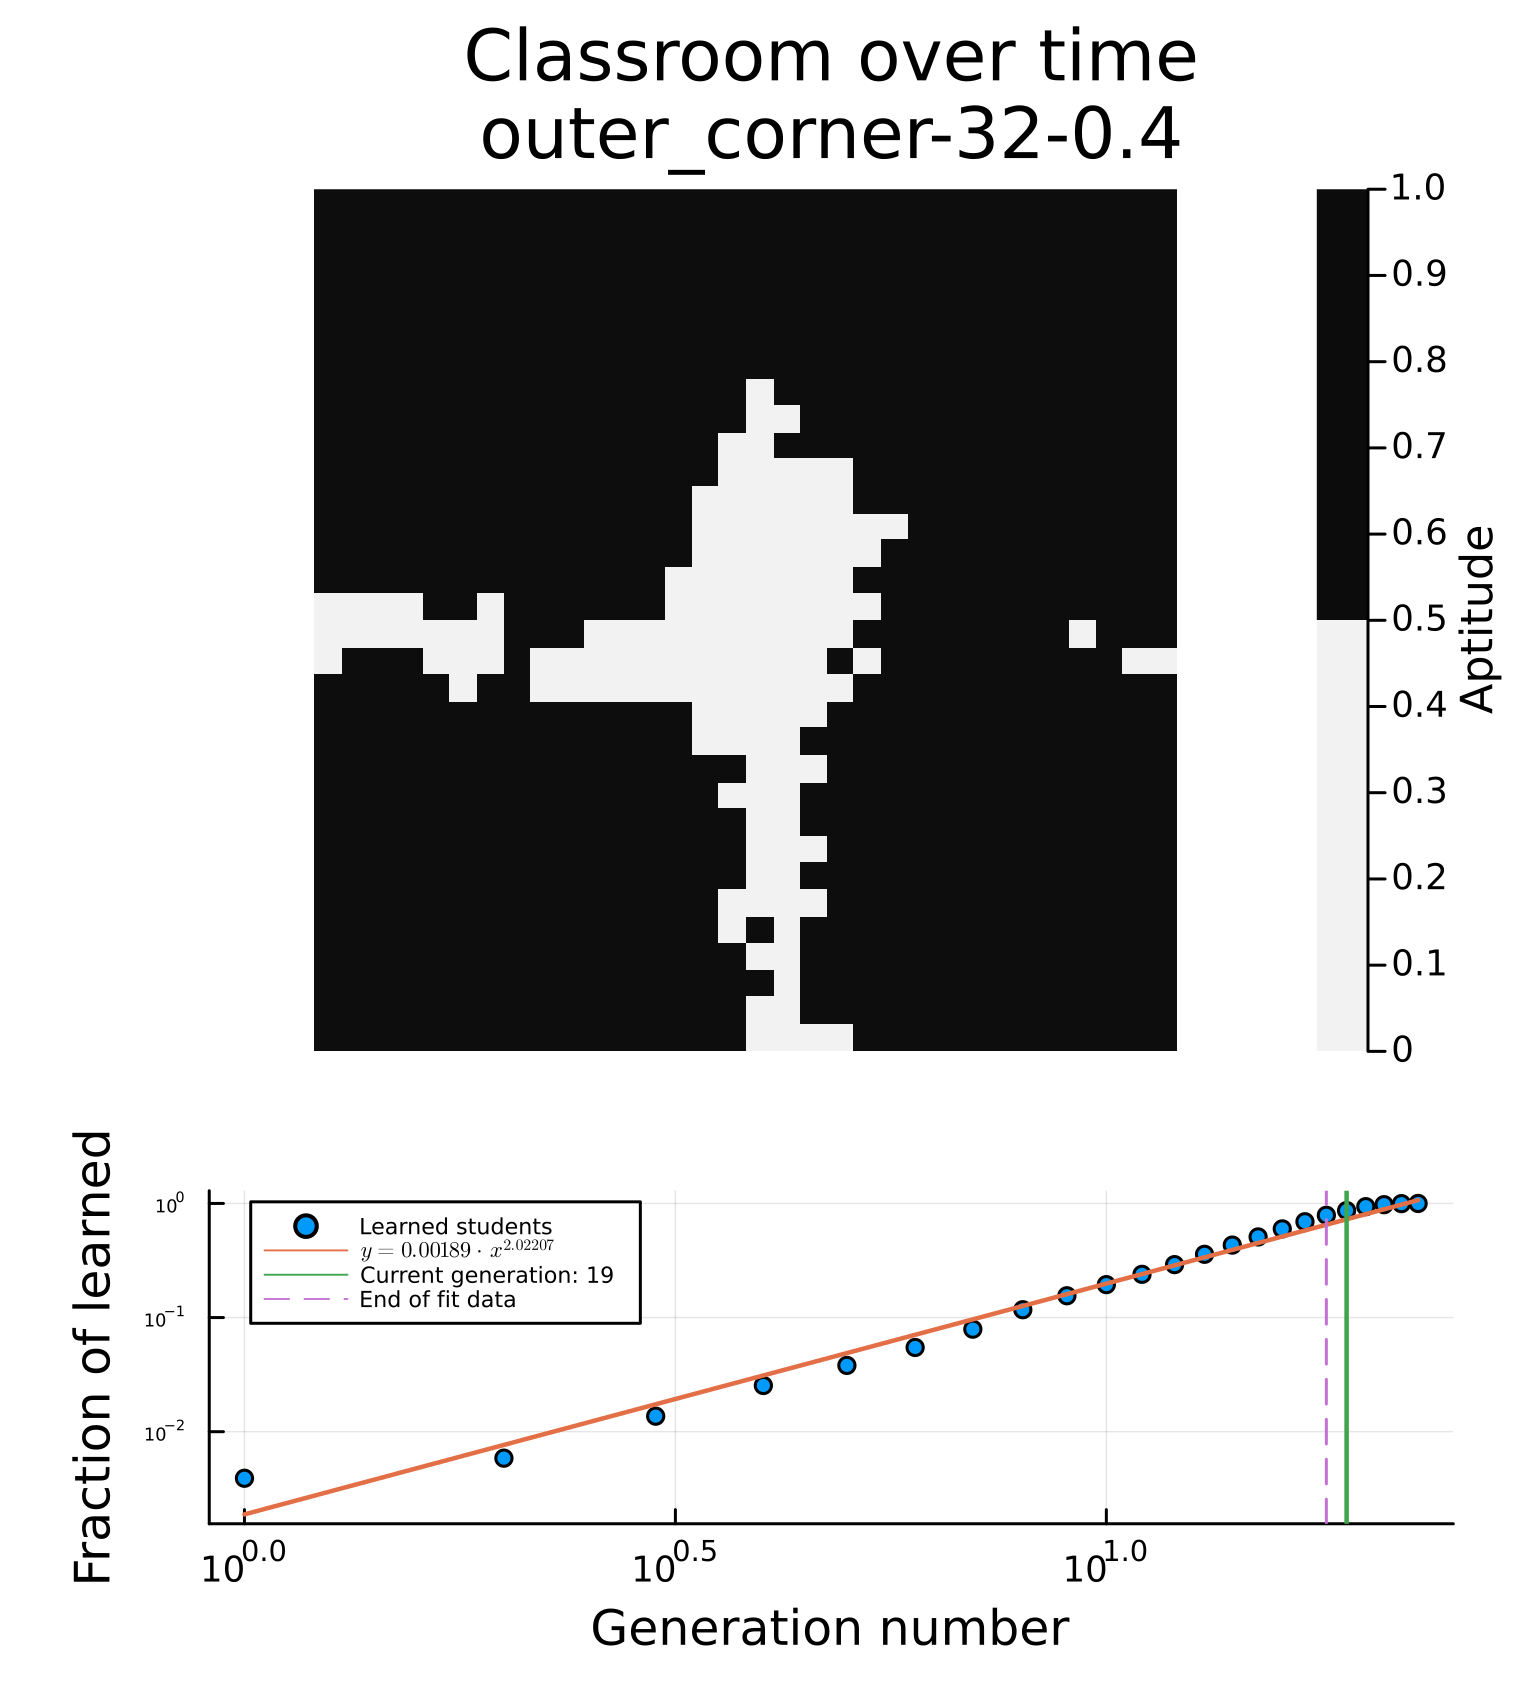 Classroom over time
outer_corner-32-0.4
1.0
0.9
0.8
0.7
0.6
0.5
0.4
0.3
0.2
0.1
0
Aptitude
Fraction of learned
10^0
10^-1
10^-2
Learned students
y = 0.00189 · x^2.02207
Current generation: 19
End of fit data
10^0.0
10^0.5
10^1.0
Generation number